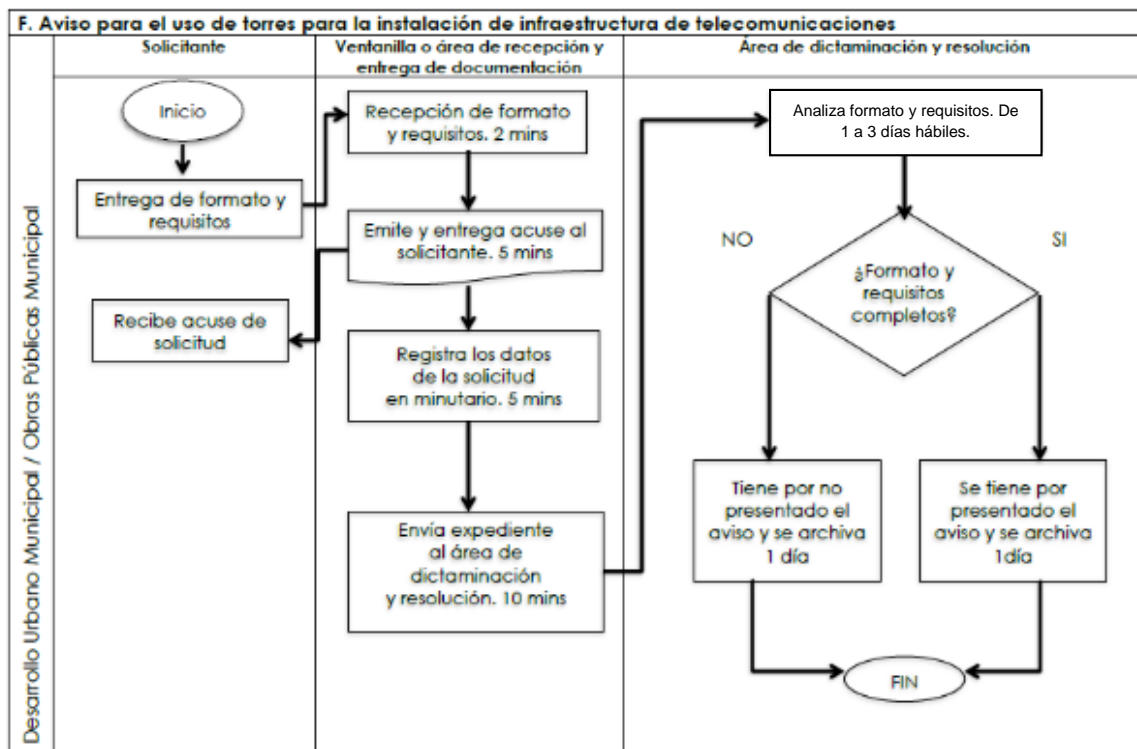 F. Aviso para el uso de torres para la instalación de infraestructura de telecomunicaciones
Solicitante
Ventanilla o área de recepción y
entrega de documentación
Área de dictaminación y resolución
Desarrollo Urbano Municipal / Obras Públicas Municipal
Inicio
Entrega de formato y
requisitos
Recibe acuse de
solicitud
Recepción de formato
y requisitos. 2 mins
Emite y entrega acuse al
solicitante. 5 mins
Registra los datos
de la solicitud
en minutario. 5 mins
Envía expediente
al área de
dictaminación
y resolución. 10 mins
Analiza formato y requisitos. De
1 a 3 días hábiles.
NO
SI
¿Formato y
requisitos
completos?
Tiene por no
presentado el
aviso y se archiva
1 día
Se tiene por
presentado el
aviso y se archiva
1día
FIN